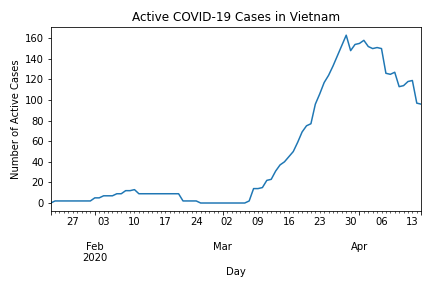 Active COVID-19 Cases in Vietnam
160
140
120
100
80
60
40
20
0
Number of Active Cases
27 03 10 17 24 02 09 16 23 30 06 13
Feb Mar Apr
2020
Day